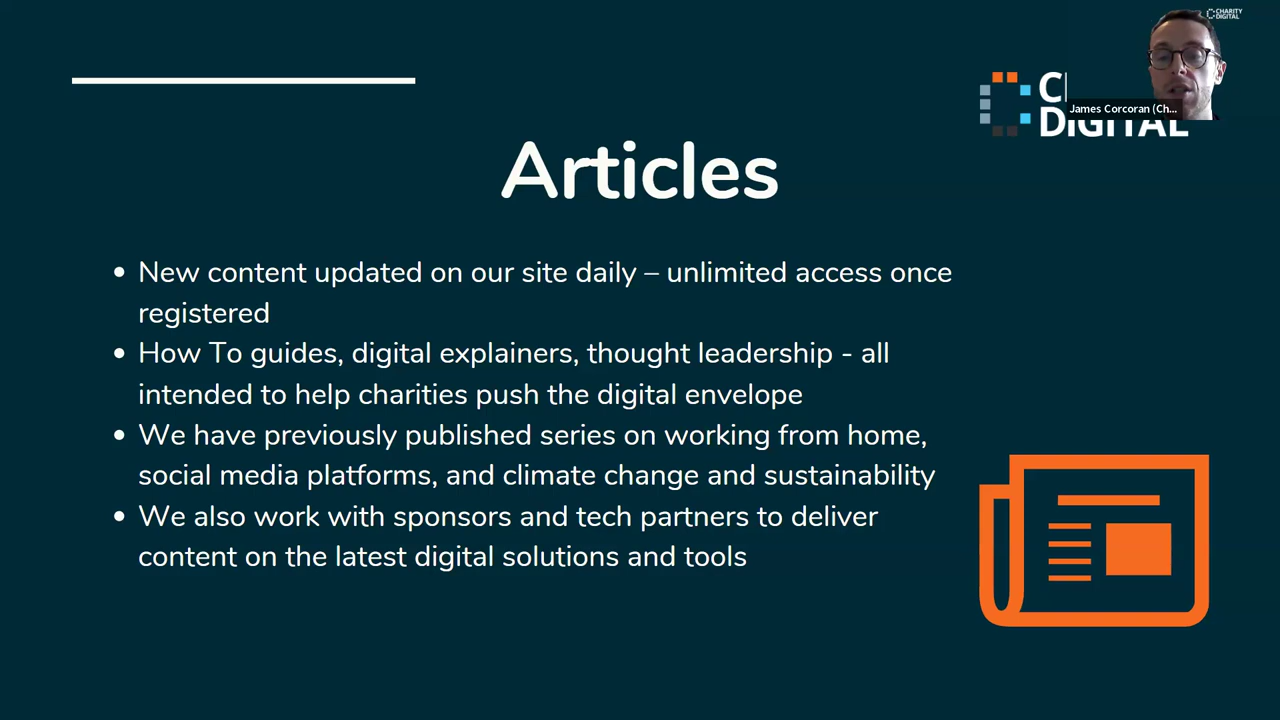 CHARITY
DIGITAL
James Corcoran (Ch...
DIGITAL
Articles
• New content updated on our site daily – unlimited access once
registered
• How To guides, digital explainers, thought leadership - all
intended to help charities push the digital envelope
• We have previously published series on working from home,
social media platforms, and climate change and sustainability
• We also work with sponsors and tech partners to deliver
content on the latest digital solutions and tools